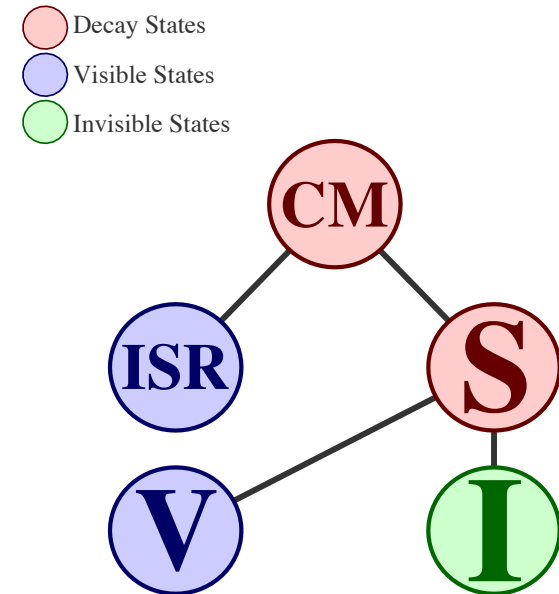 Decay States
Visible States
Invisible States
CM
ISR
S
V
I